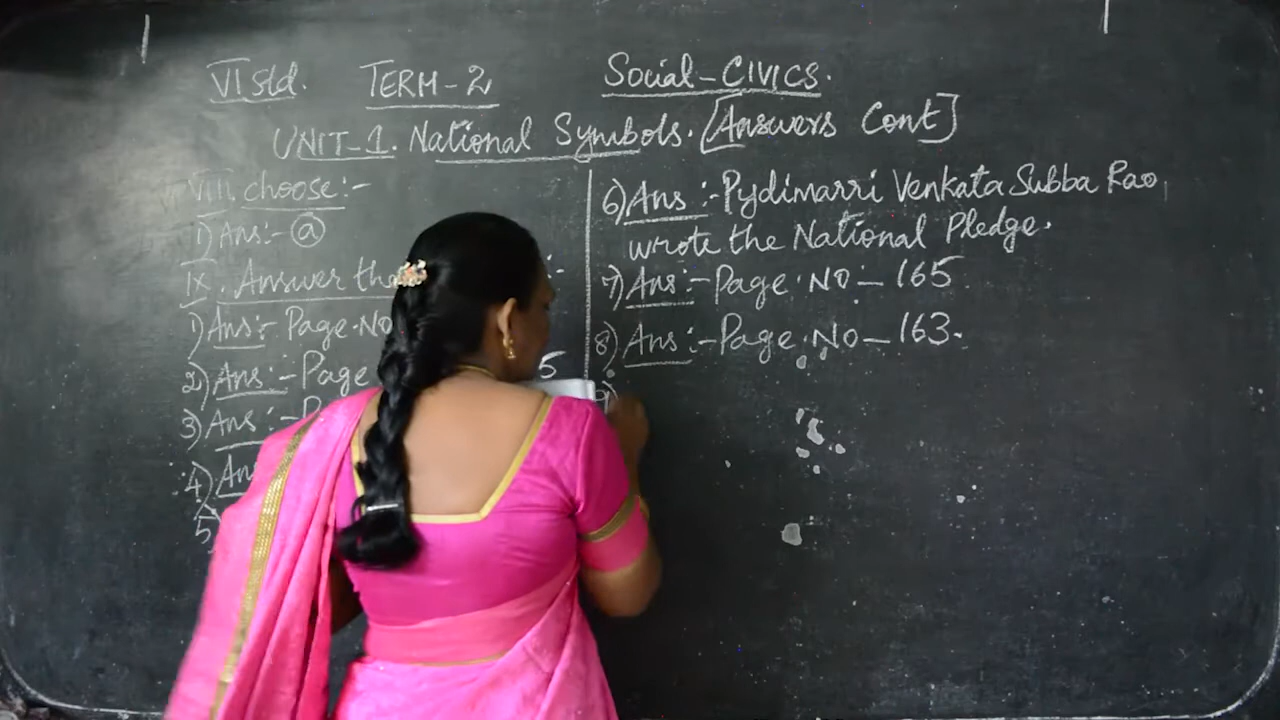 VI std. TERM-2 Social-CIVICS.
UNIT-1. National Symbols. [Answers Cont]
VIII. choose:-
1) Ans:- ⓐ
IX. Answer the :-
1) Ans:- Page.No
2) Ans:- Page 5
3) Ans:-
4) Ans
5
6) Ans:- Pydimarri Venkata Subba Rao,
wrote the National Pledge.
7) Ans:- Page.No:- 165
8) Ans:- Page.No - 163.
9)